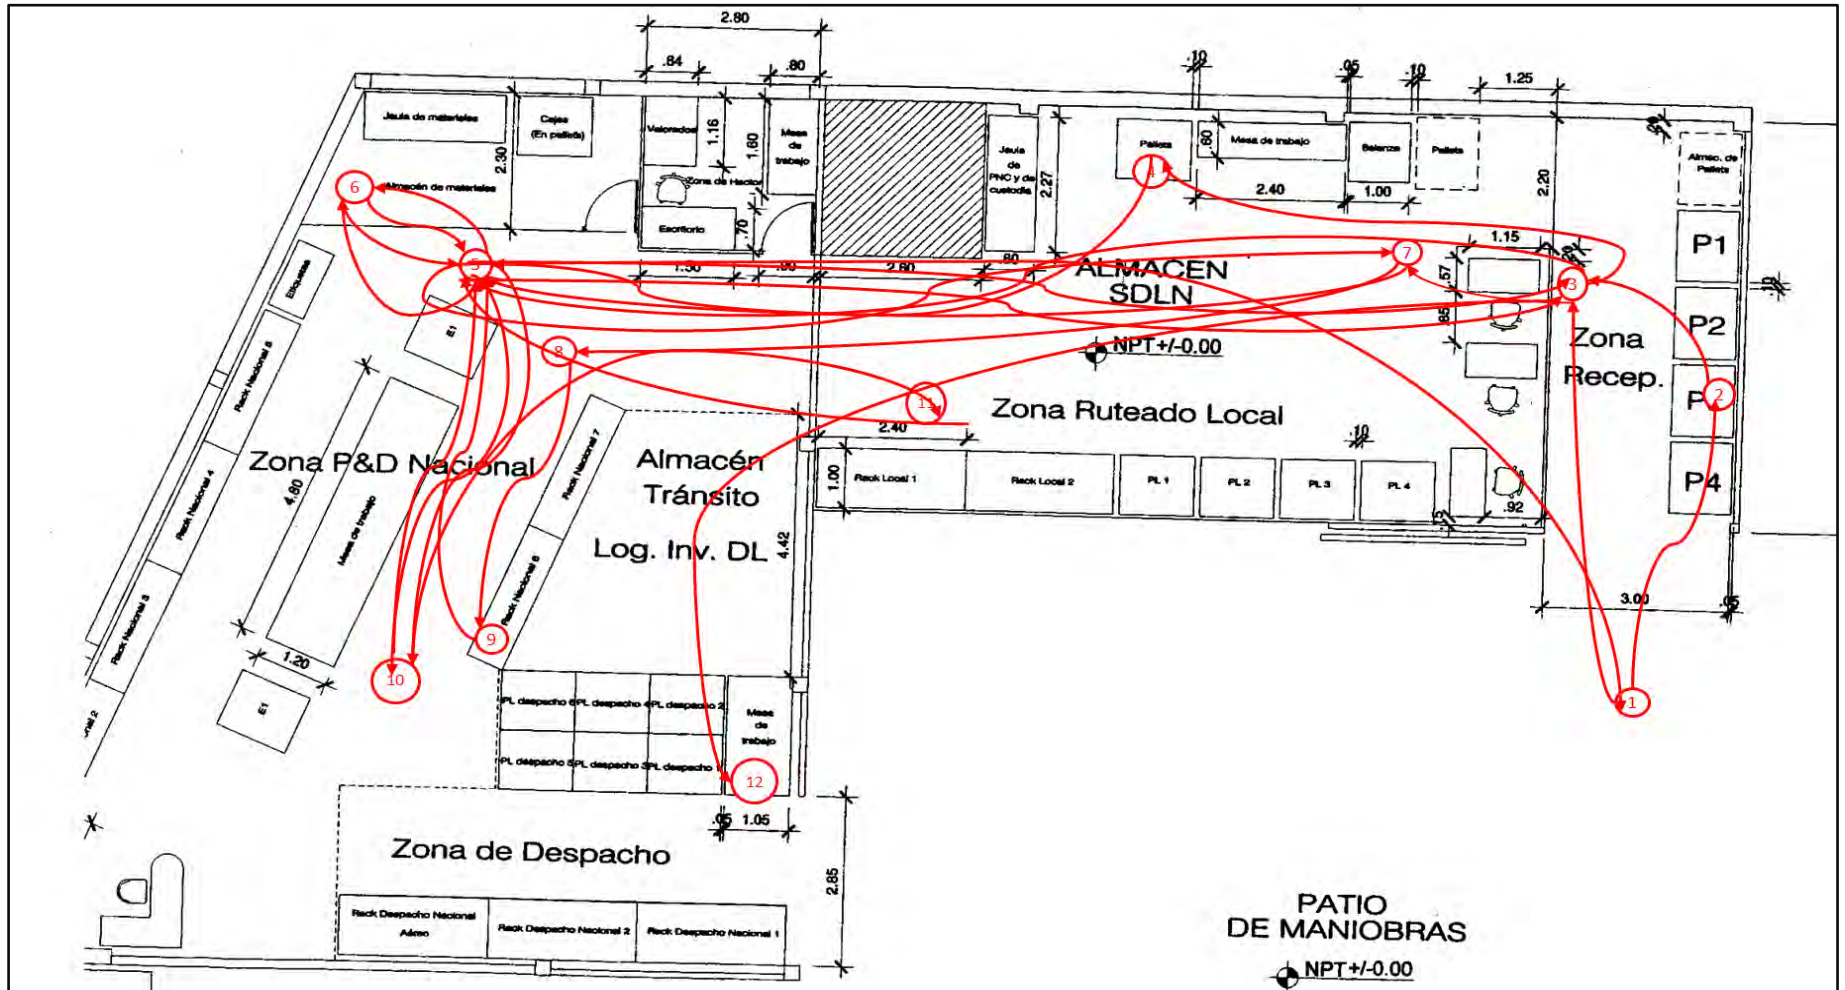 2.80
.84
.80
.10
.05
.10
1.25
Jaula de materiales
Cajas
(En pallets)
2.30
Almacén de materiales
Valorados
1.16
1.60
Mesa
de
trabajo
Zona de Hector
Escritorio
.70
Jaula
de
PNC y de
custodia
2.27
Pallets
.60
Mesa de trabajo
2.40
Balanza
1.00
Pallets
2.20
Almac. de
Pallets
P1
P2
P4
.10
6
5
4
7
3
2
8
11
9
10
12
1
2.60
.85
1.15
.57
.85
ALMACEN
SDLN
NPT+/-0.00
Zona
Recep.
Etiquetas
E1
Rack Nacional 5
Rack Nacional 4
Rack Nacional 3
4.80
Mesa de trabajo
1.20
E1
Zona P&D Nacional
Rack Nacional 7
Rack Nacional 6
Almacén
Tránsito
Log. Inv. DL
4.42
2.40
1.00
Zona Ruteado Local
Rack Local 1
Rack Local 2
PL 1
PL 2
PL 3
PL 4
.10
.15
.92
3.00
.05
PL despacho 4
PL despacho 2
PL despacho 3
PL despacho 1
Mesa
de
trabajo
.05
1.05
2.85
Zona de Despacho
Rack Despacho Nacional
Aéreo
Rack Despacho Nacional 2
Rack Despacho Nacional 1
PATIO
DE MANIOBRAS
NPT+/-0.00